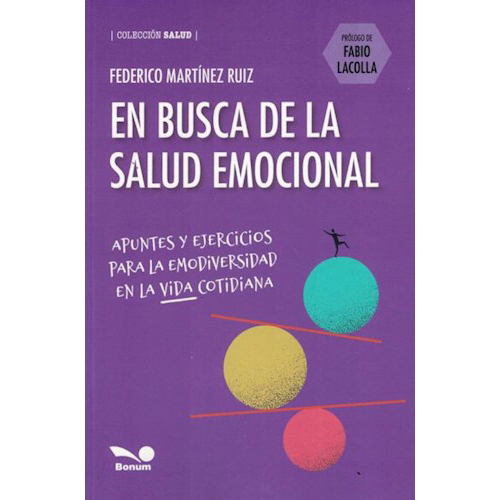 | COLECCIÓN SALUD |
PRÓLOGO DE
FABIO
LACOLLA
FEDERICO MARTÍNEZ RUIZ
EN BUSCA DE LA
SALUD EMOCIONAL
APUNTES Y EJERCICIOS
PARA LA EMODIVERSIDAD
EN LA VIDA COTIDIANA
Bonum